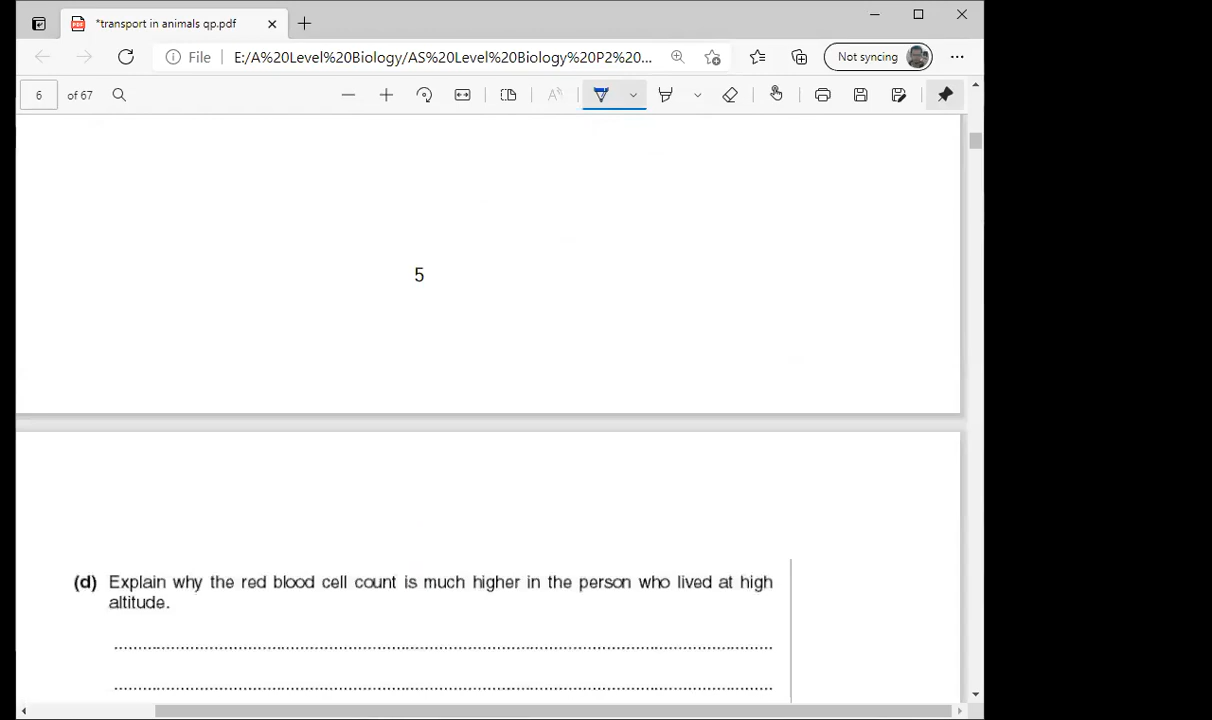 *transport in animals qp.pdf
File E:/A%20Level%20Biology/AS%20Level%20Biology%20P2%20... Not syncing
6 of 67
5
(d) Explain why the red blood cell count is much higher in the person who lived at high
altitude.